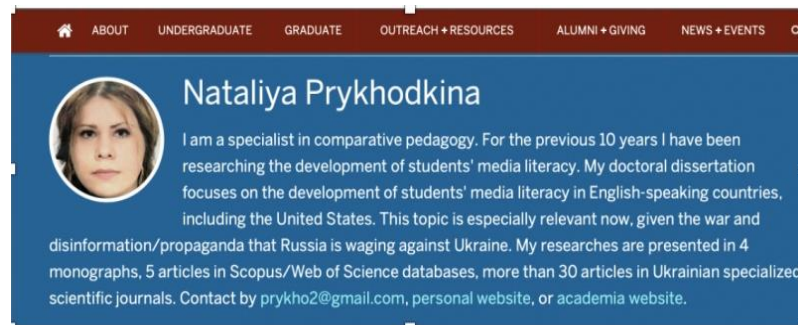 ABOUT UNDERGRADUATE GRADUATE OUTREACH + RESOURCES ALUMNI + GIVING NEWS + EVENTS
Nataliya Prykhodkina
I am a specialist in comparative pedagogy. For the previous 10 years I have been
researching the development of students' media literacy. My doctoral dissertation
focuses on the development of students' media literacy in English-speaking countries,
including the United States. This topic is especially relevant now, given the war and
disinformation/propaganda that Russia is waging against Ukraine. My researches are presented in 4
monographs, 5 articles in Scopus/Web of Science databases, more than 30 articles in Ukrainian specialized
scientific journals. Contact by prykho2@gmail.com, personal website, or academia website.